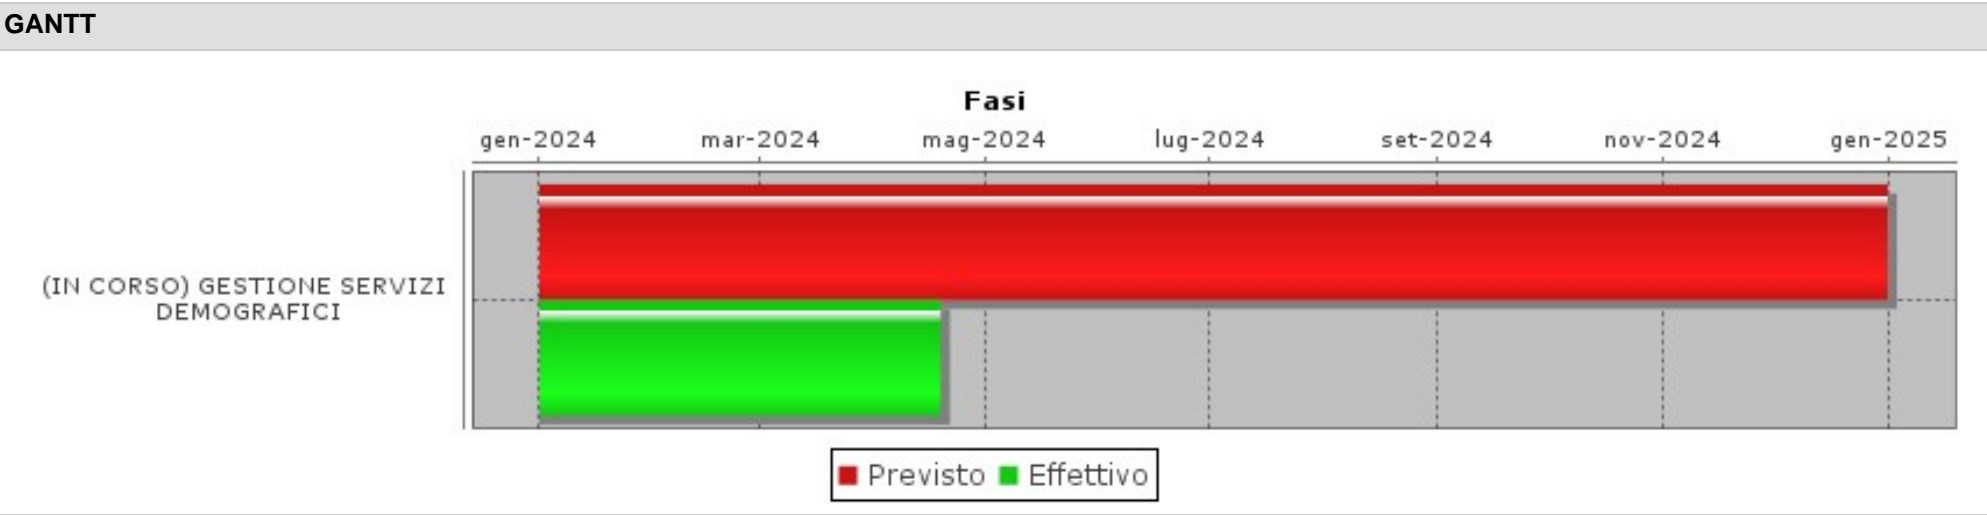 GANTT
Fasi
gen-2024 mar-2024 mag-2024 lug-2024 set-2024 nov-2024 gen-2025
(IN CORSO) GESTIONE SERVIZI
DEMOGRAFICI
Previsto Effettivo